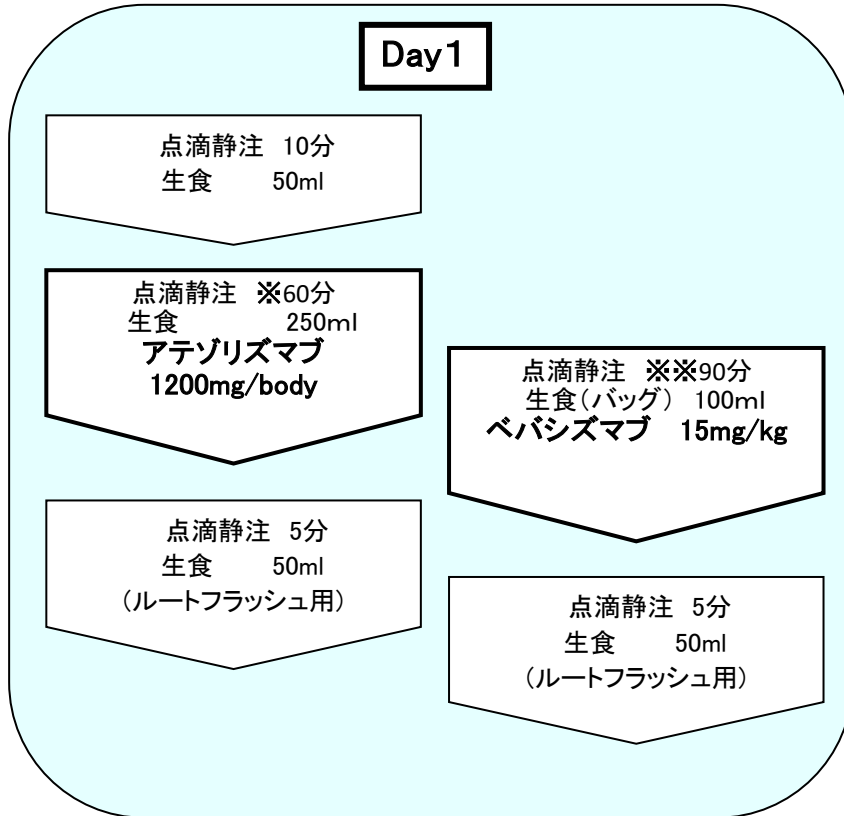 Day1
点滴静注 10分
生食 50ml
点滴静注 ※60分
生食 250ml
アテゾリズマブ
1200mg/body
点滴静注 5分
生食 50ml
(ルートフラッシュ用)
点滴静注 ※※90分
生食(バッグ) 100ml
ベバシズマブ 15mg/kg
点滴静注 5分
生食 50ml
(ルートフラッシュ用)